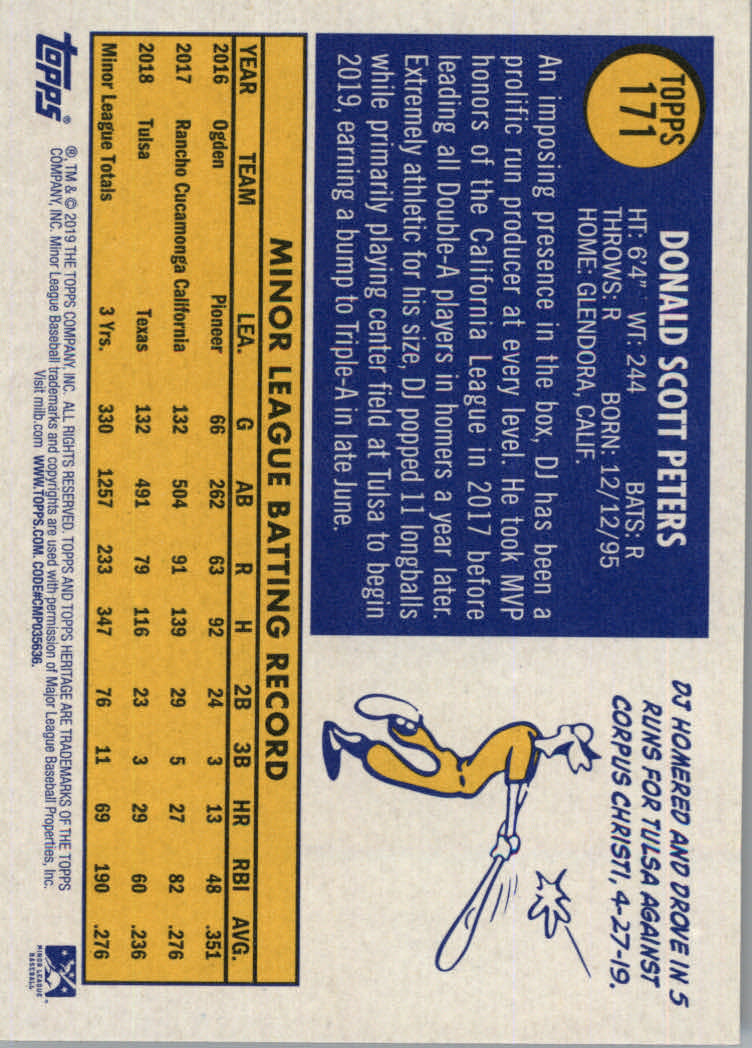 TOPPS
171
DONALD SCOTT PETERS
HT: 6'4" WT: 244 BATS: R
THROWS: R BORN: 12/12/95
HOME: GLENDORA, CALIF.
An imposing presence in the box, DJ has been a
prolific run producer at every level. He took MVP
honors of the California League in 2017 before
leading all Double-A players in homers a year later.
Extremely athletic for his size, DJ popped 11 longballs
while primarily playing center field at Tulsa to begin
2019, earning a bump to Triple-A in late June.
DJ HOMERED AND DROVE IN 5
RUNS FOR TULSA AGAINST
CORPUS CHRISTI, 4-27-19.
MINOR LEAGUE BATTING RECORD
YEAR TEAM LEA. G AB R H 2B 3B HR RBI AVG.
2016 Ogden Pioneer 66 262 63 92 24 3 13 48 .351
2017 Rancho Cucamonga California 132 504 91 139 29 5 27 82 .276
2018 Tulsa Texas 132 491 79 116 23 3 29 60 .236
Minor League Totals 3 Yrs. 330 1257 233 347 76 11 69 190 .276
topps®
®, TM & © 2019 THE TOPPS COMPANY, INC. ALL RIGHTS RESERVED. TOPPS AND TOPPS HERITAGE ARE TRADEMARKS OF THE TOPPS
COMPANY, INC. Minor League Baseball trademarks and copyrights are used with permission of Major League Baseball Properties, Inc.
Visit milb.com WWW.TOPPS.COM. CODE#CMP035636.
MINOR LEAGUE
BASEBALL